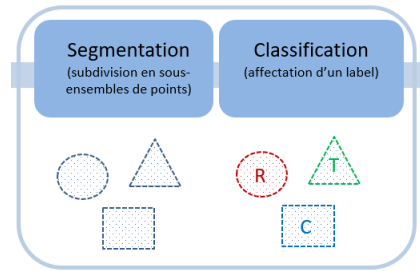 Segmentation
(subdivision en sous-
ensembles de points)
Classification
(affectation d'un label)
R
T
C